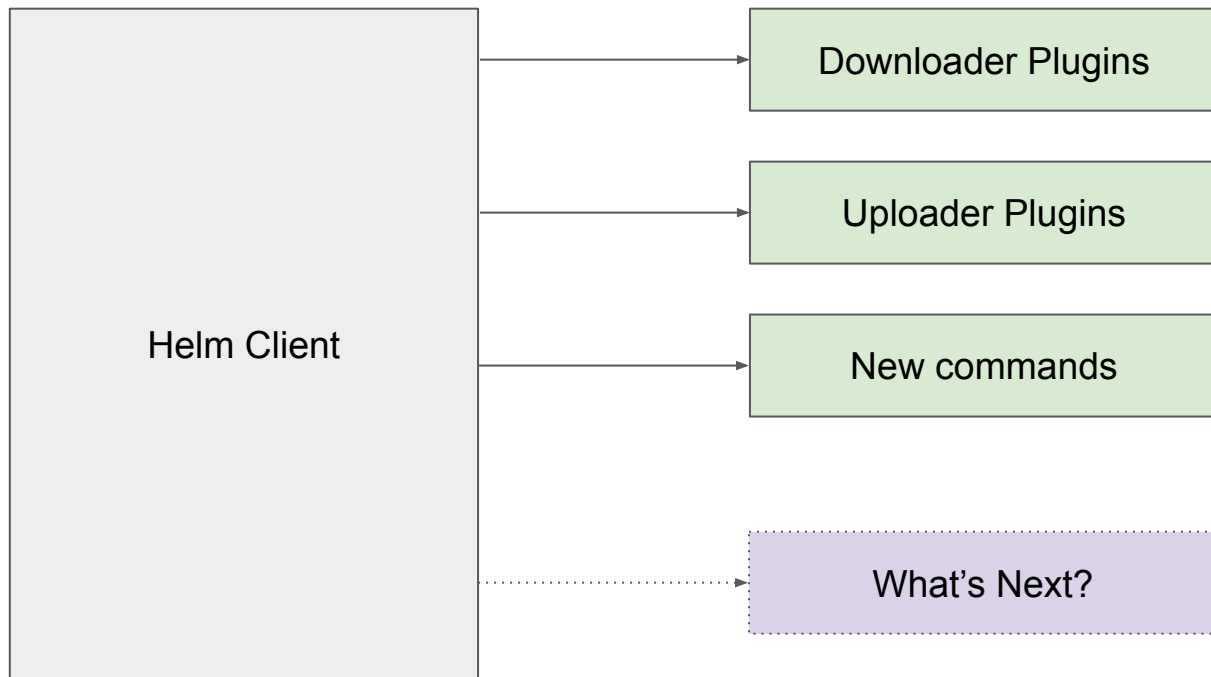 Downloader Plugins
Uploader Plugins
Helm Client
New commands
What’s Next?